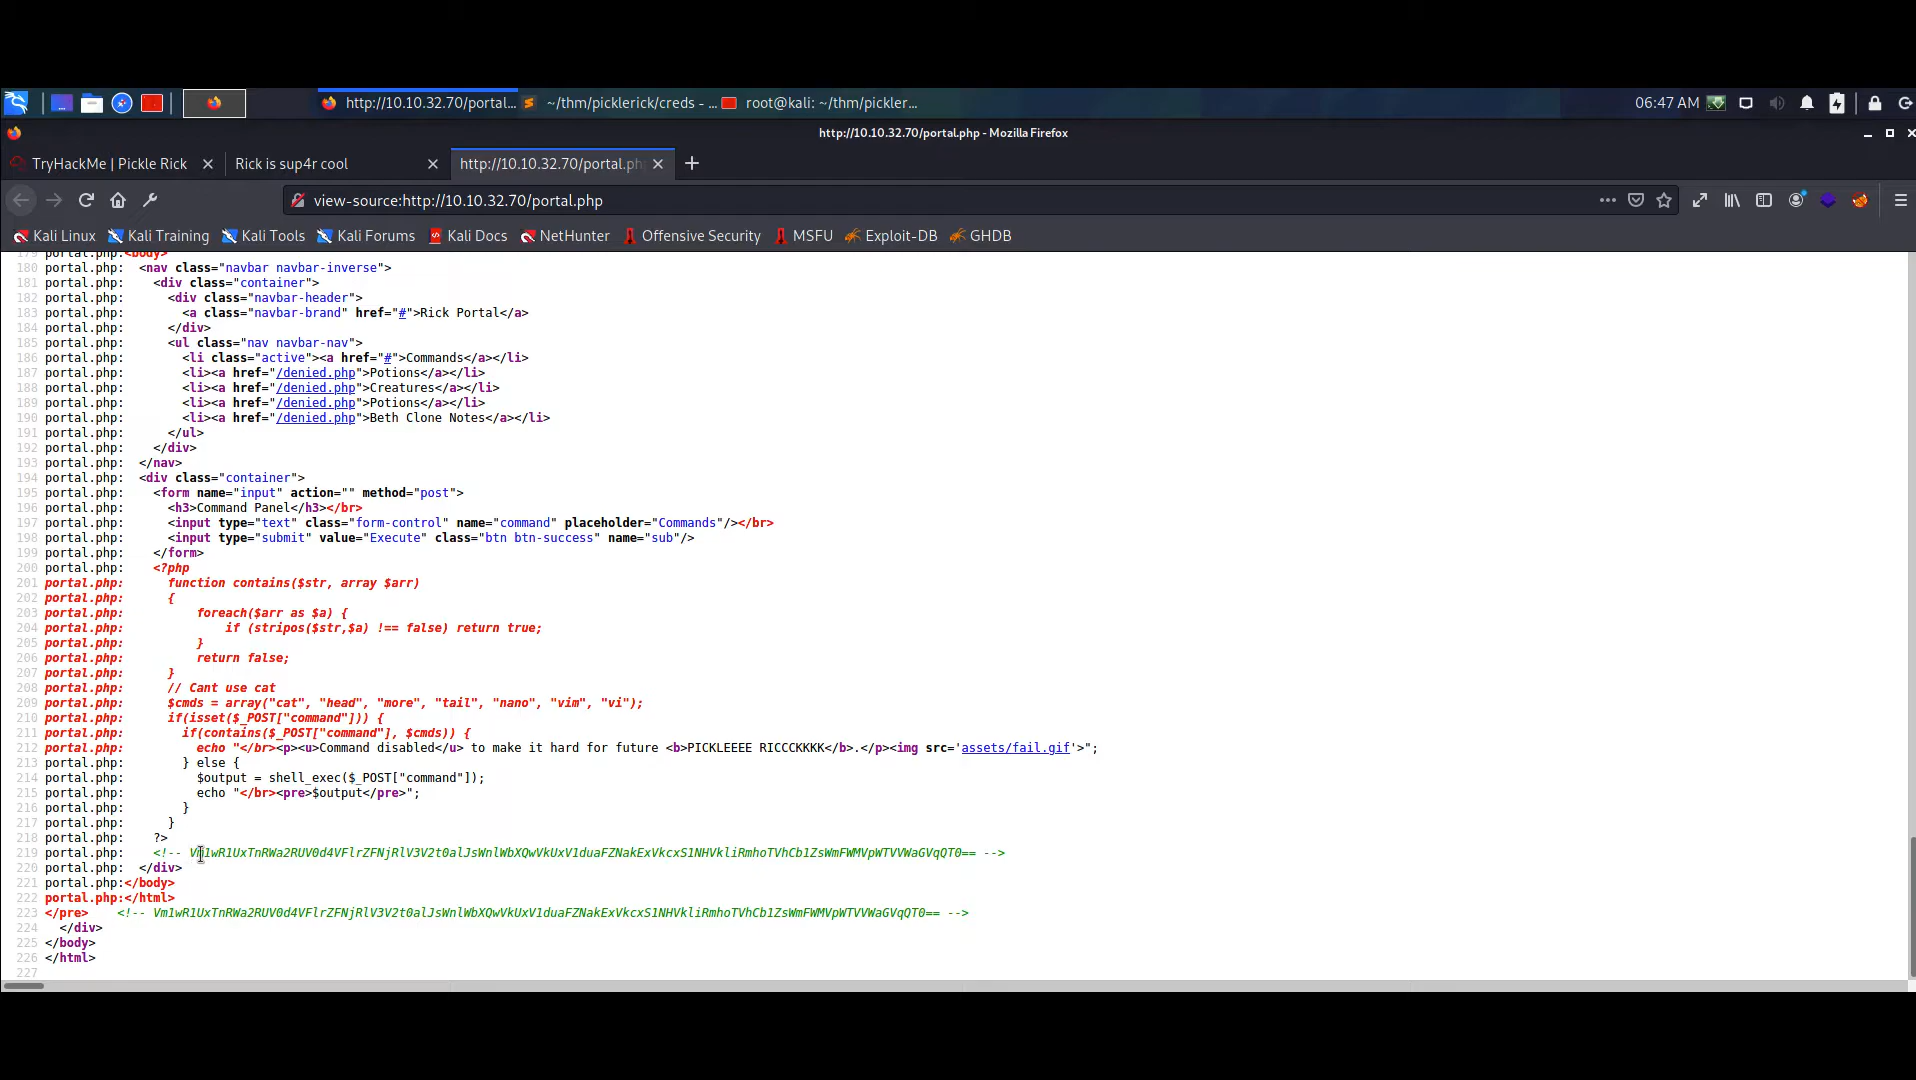 http://10.10.32.70/portal.p... ~/thm/picklerick/creds - ... root@kali: ~/thm/pickler... 06:47 AM
http://10.10.32.70/portal.php - Mozilla Firefox
TryHackMe | Pickle Rick Rick is sup4r cool http://10.10.32.70/portal.ph
view-source:http://10.10.32.70/portal.php
Kali Linux Kali Training Kali Tools Kali Forums Kali Docs NetHunter Offensive Security MSFU Exploit-DB GHDB
179 portal.php:<body>
180 portal.php:  <nav class="navbar navbar-inverse">
181 portal.php:    <div class="container">
182 portal.php:      <div class="navbar-header">
183 portal.php:        <a class="navbar-brand" href="#">Rick Portal</a>
184 portal.php:      </div>
185 portal.php:      <ul class="nav navbar-nav">
186 portal.php:        <li class="active"><a href="#">Commands</a></li>
187 portal.php:        <li><a href="/denied.php">Potions</a></li>
188 portal.php:        <li><a href="/denied.php">Creatures</a></li>
189 portal.php:        <li><a href="/denied.php">Potions</a></li>
190 portal.php:        <li><a href="/denied.php">Beth Clone Notes</a></li>
191 portal.php:      </ul>
192 portal.php:    </div>
193 portal.php:  </nav>
194 portal.php:  <div class="container">
195 portal.php:    <form name="input" action="" method="post">
196 portal.php:      <h3>Command Panel</h3></br>
197 portal.php:      <input type="text" class="form-control" name="command" placeholder="Commands"/></br>
198 portal.php:      <input type="submit" value="Execute" class="btn btn-success" name="sub"/>
199 portal.php:    </form>
200 portal.php:    <?php
201 portal.php:      function contains($str, array $arr)
202 portal.php:      {
203 portal.php:          foreach($arr as $a) {
204 portal.php:              if (stripos($str,$a) !== false) return true;
205 portal.php:          }
206 portal.php:          return false;
207 portal.php:      }
208 portal.php:      // Cant use cat
209 portal.php:      $cmds = array("cat", "head", "more", "tail", "nano", "vim", "vi");
210 portal.php:      if(isset($_POST["command"])) {
211 portal.php:        if(contains($_POST["command"], $cmds)) {
212 portal.php:          echo "</br><p><u>Command disabled</u> to make it hard for future <b>PICKLEEEE RICCCKKKK</b>.</p><img src='assets/fail.gif'>";
213 portal.php:        } else {
214 portal.php:          $output = shell_exec($_POST["command"]);
215 portal.php:          echo "</br><pre>$output</pre>";
216 portal.php:        }
217 portal.php:      }
218 portal.php:    ?>
219 portal.php:    <!-- Vm1wR1UxTnRWa2RUV0d4VFlrZFNjRlV3V2t0alJsWnlWbXQwVkUxV1duaFZNakExVkcxS1NHVkliRmhoTVhCb1ZsWmFWMVpWTVVWaGVqQT0== -->
220 portal.php:  </div>
221 portal.php:</body>
222 portal.php:</html>
223 </pre>    <!-- Vm1wR1UxTnRWa2RUV0d4VFlrZFNjRlV3V2t0alJsWnlWbXQwVkUxV1duaFZNakExVkcxS1NHVkliRmhoTVhCb1ZsWmFWMVpWTVVWaGVqQT0== -->
224   </div>
225 </body>
226 </html>
227